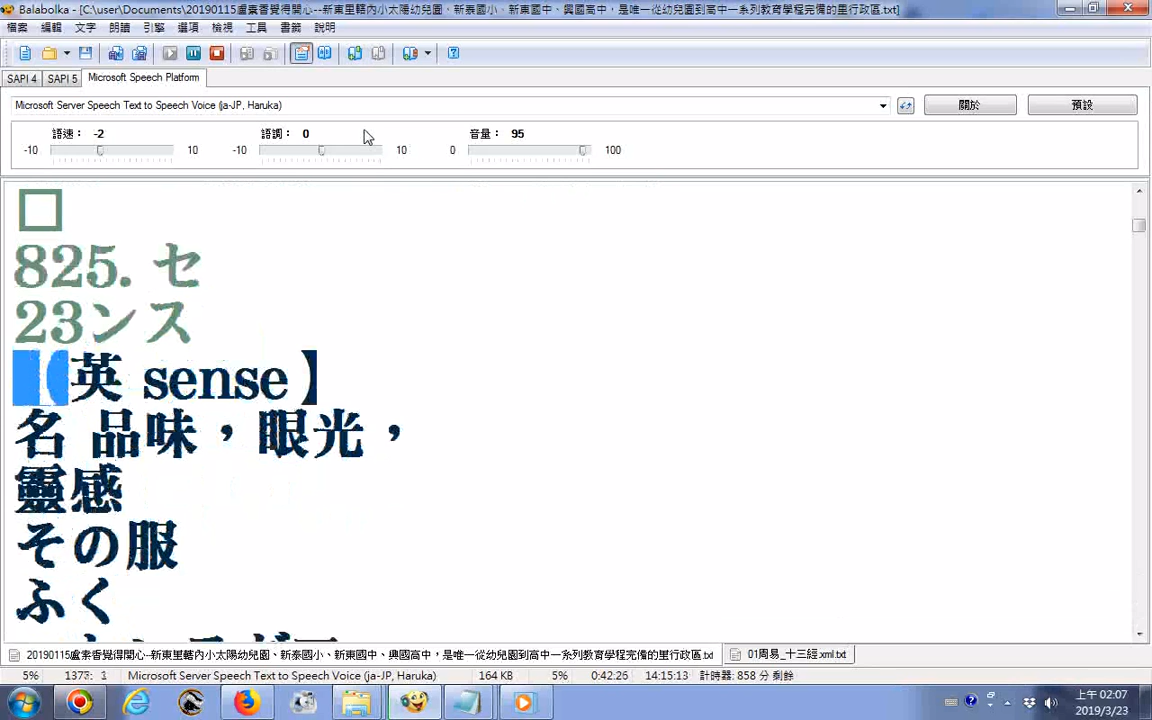 Balabolka - [C:\user\Documents\20190115盧素香覺得開心--新東里轄內小太陽幼兒園、新泰國小、新東國中、興國高中，是唯一從幼兒園到高中一系列教育學程完備的里行政區.txt]
檔案 編輯 文字 朗讀 引擎 選項 檢視 工具 書籤 說明
SAPI 4 SAPI 5 Microsoft Speech Platform
Microsoft Server Speech Text to Speech Voice (ja-JP, Haruka) 關於 預設
語速： -2 語調： 0 音量： 95
-10 10 -10 10 0 100
□
825. セ
23ンス
【英 sense】
名 品味，眼光，
靈感
その服
ふく
20190115盧素香覺得開心--新東里轄內小太陽幼兒園、新泰國小、新東國中、興國高中，是唯一從幼兒園到高中一系列教育學程完備的里行政區.txt 01周易_十三經.xml.txt
5% 1373: 1 Microsoft Server Speech Text to Speech Voice (ja-JP, Haruka) 164 KB 5% 0:42:26 14:15:13 計時器: 858 分 剩餘
上午 02:07
2019/3/23